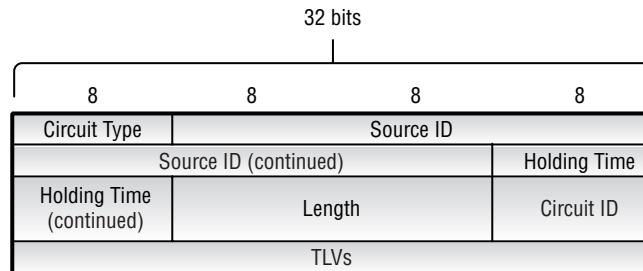 32 bits
8 8 8 8
Circuit Type Source ID
Source ID (continued) Holding Time
Holding Time
(continued) Length Circuit ID
TLVs